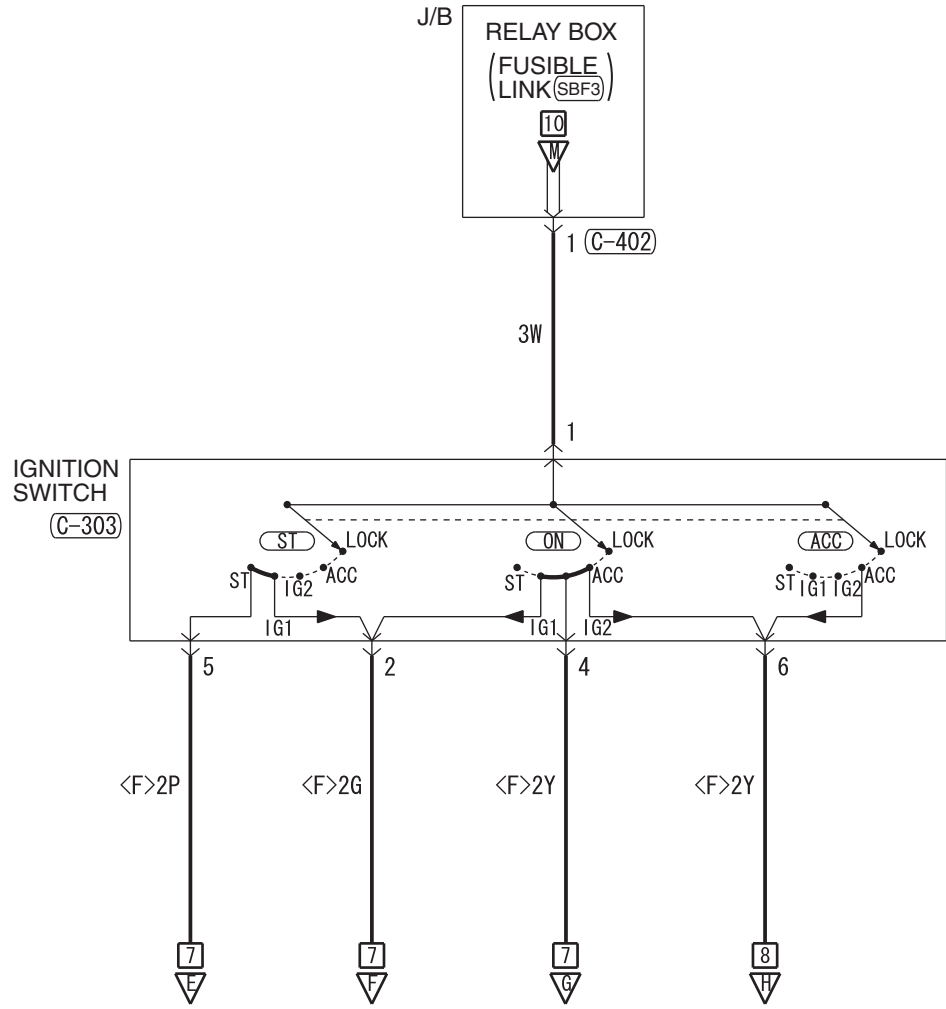 J/B
RELAY BOX
(FUSIBLE
LINK SBF3)
10
M
1 C-402
3W
1
IGNITION
SWITCH
C-303
ST LOCK ON LOCK ACC LOCK
ST IG2 ACC ST ACC ST IG1 IG2 ACC
IG1 IG1 IG2
5 2 4 6
<F>2P <F>2G <F>2Y <F>2Y
7 7 7 8
E F G H